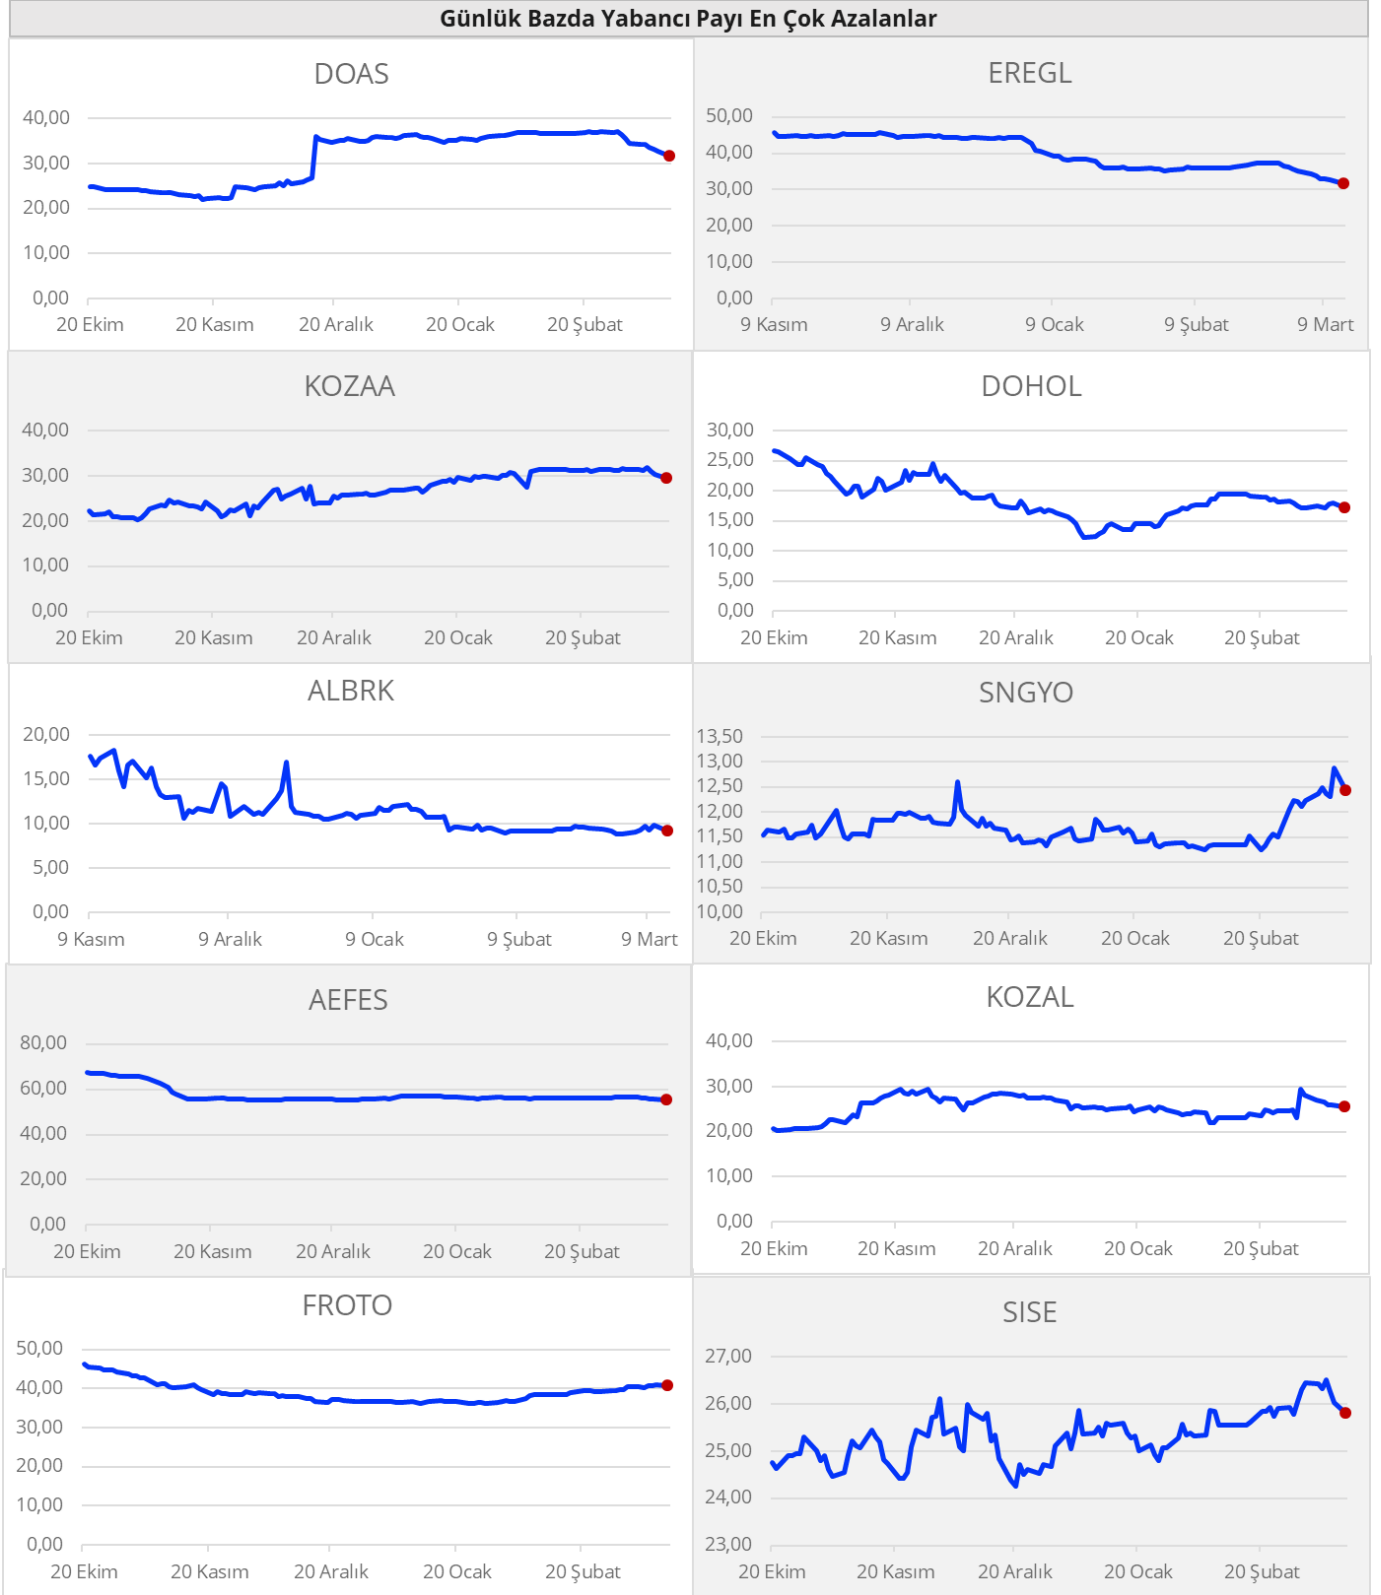 Günlük Bazda Yabancı Payı En Çok Azalanlar
DOAS
40,00
30,00
20,00
10,00
0,00
20 Ekim 20 Kasım 20 Aralık 20 Ocak 20 Şubat
EREGL
50,00
40,00
30,00
20,00
10,00
0,00
9 Kasım 9 Aralık 9 Ocak 9 Şubat 9 Mart
KOZAA
40,00
30,00
20,00
10,00
0,00
20 Ekim 20 Kasım 20 Aralık 20 Ocak 20 Şubat
DOHOL
30,00
25,00
20,00
15,00
10,00
5,00
0,00
20 Ekim 20 Kasım 20 Aralık 20 Ocak 20 Şubat
ALBRK
20,00
15,00
10,00
5,00
0,00
9 Kasım 9 Aralık 9 Ocak 9 Şubat 9 Mart
SNGYO
13,50
13,00
12,50
12,00
11,50
11,00
10,50
10,00
20 Ekim 20 Kasım 20 Aralık 20 Ocak 20 Şubat
AEFES
80,00
60,00
40,00
20,00
0,00
20 Ekim 20 Kasım 20 Aralık 20 Ocak 20 Şubat
KOZAL
40,00
30,00
20,00
10,00
0,00
20 Ekim 20 Kasım 20 Aralık 20 Ocak 20 Şubat
FROTO
50,00
40,00
30,00
20,00
10,00
0,00
20 Ekim 20 Kasım 20 Aralık 20 Ocak 20 Şubat
SISE
27,00
26,00
25,00
24,00
23,00
20 Ekim 20 Kasım 20 Aralık 20 Ocak 20 Şubat